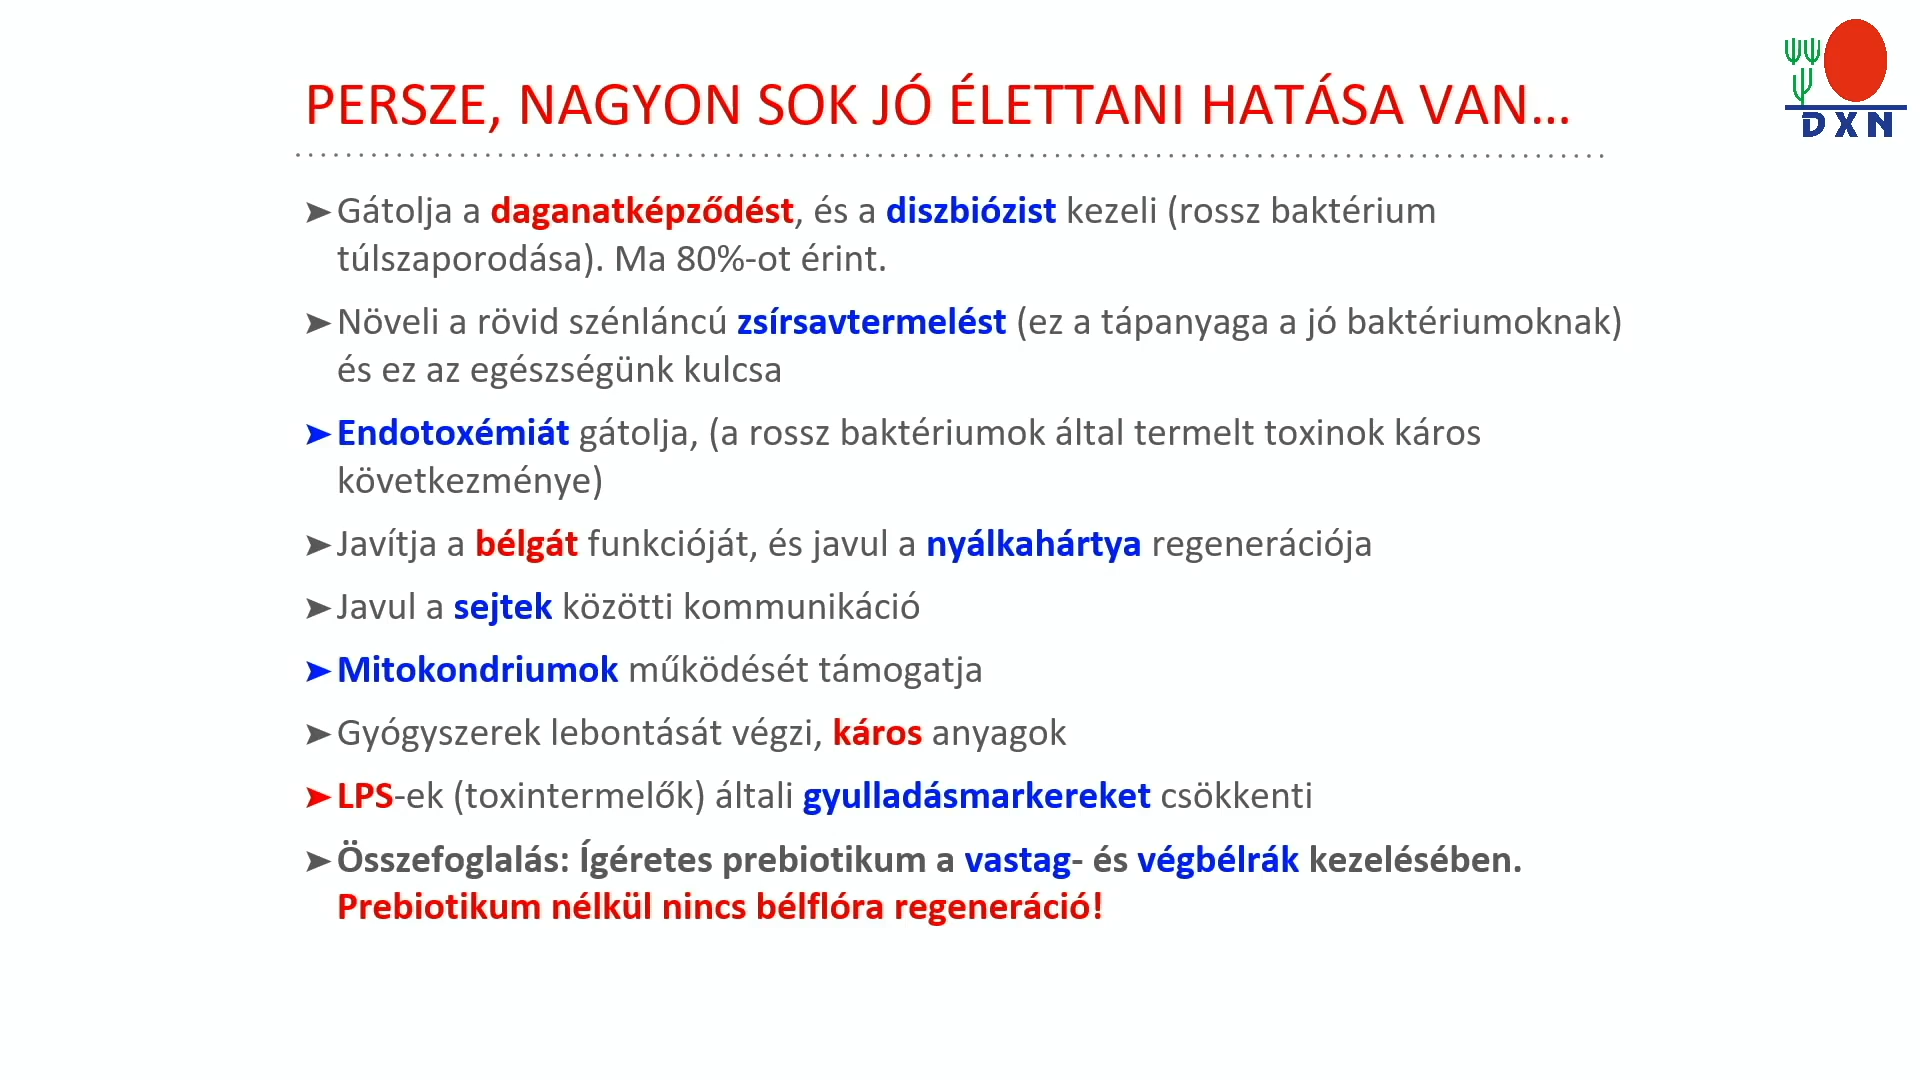 DXN
PERSZE, NAGYON SOK JÓ ÉLETTANI HATÁSA VAN...
➤Gátolja a daganatképződést, és a diszbiózist kezeli (rossz baktérium
túlszaporodása). Ma 80%-ot érint.
➤Növeli a rövid szénláncú zsírsavtermelést (ez a tápanyaga a jó baktériumoknak)
és ez az egészségünk kulcsa
➤Endotoxémiát gátolja, (a rossz baktériumok által termelt toxinok káros
következménye)
➤Javítja a bélgát funkcióját, és javul a nyálkahártya regenerációja
➤Javul a sejtek közötti kommunikáció
➤Mitokondriumok működését támogatja
➤Gyógyszerek lebontását végzi, káros anyagok
➤LPS-ek (toxintermelők) általi gyulladásmarkereket csökkenti
➤Összefoglalás: Ígéretes prebiotikum a vastag- és végbélrák kezelésében.
Prebiotikum nélkül nincs bélflóra regeneráció!